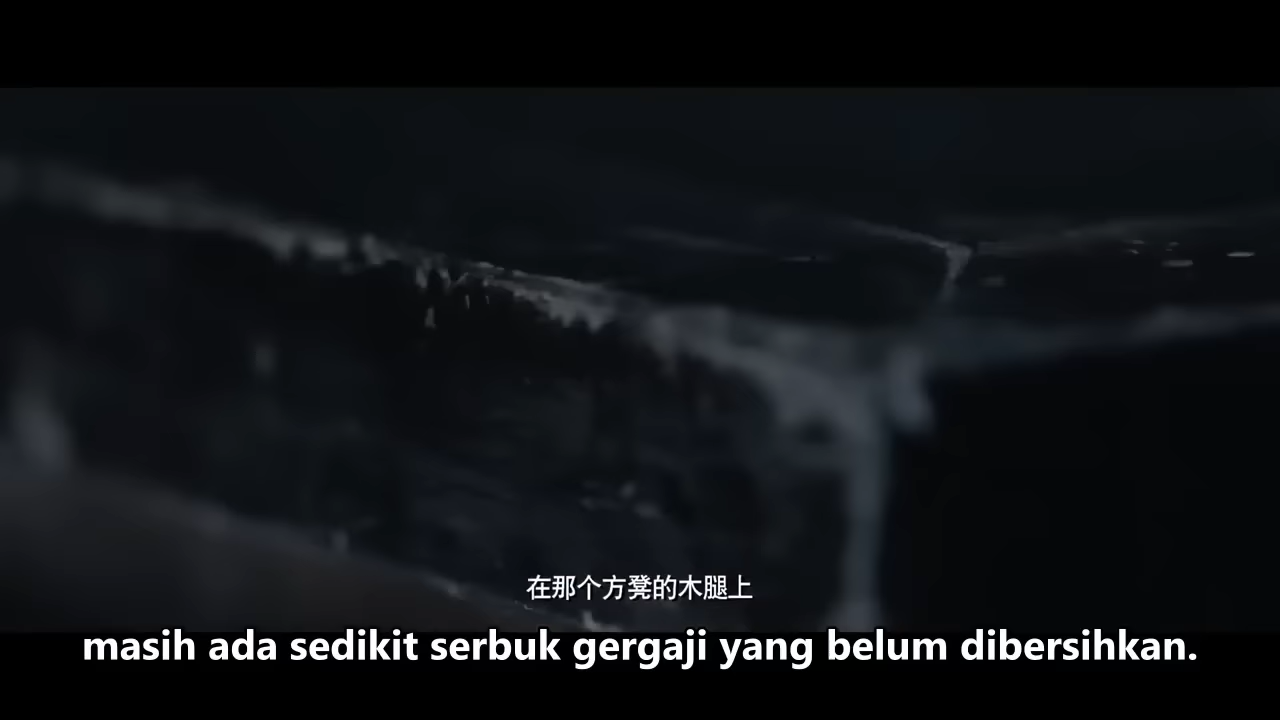 在那个方凳的木腿上
masih ada sedikit serbuk gergaji yang belum dibersihkan.